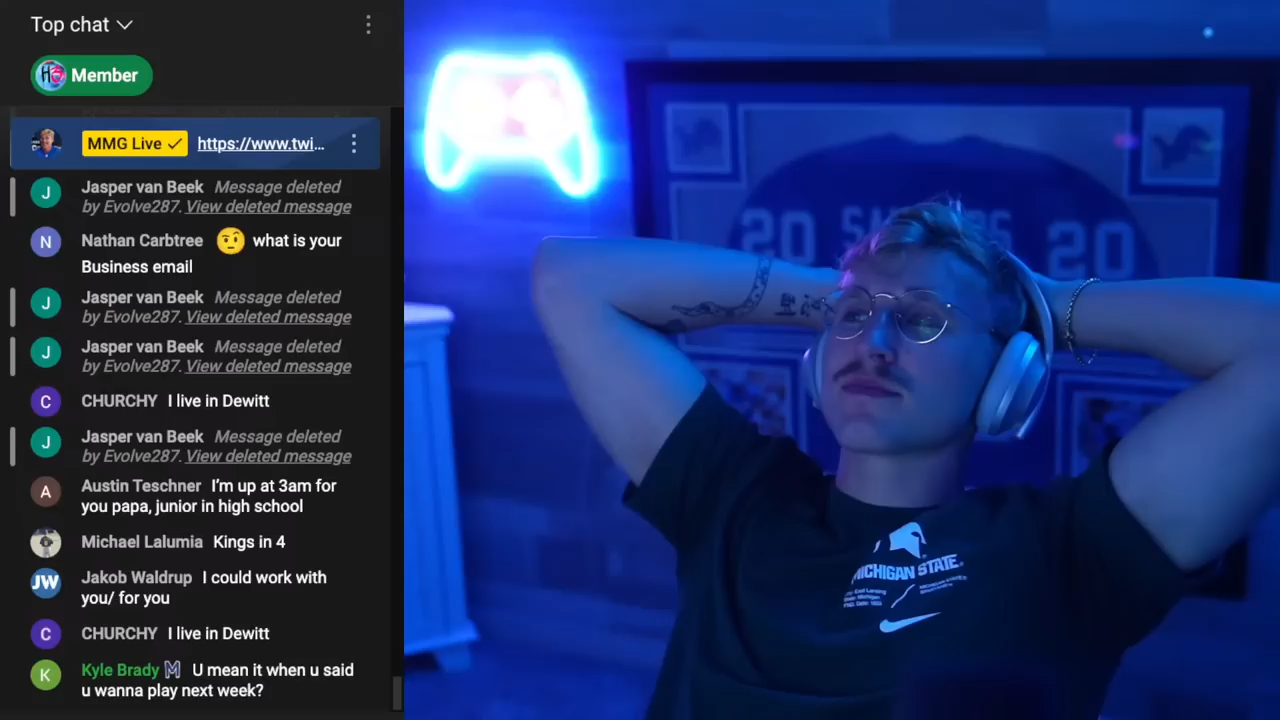 Top chat
Member
MMG Live https://www.twi...
Jasper van Beek Message deleted
by Evolve287. View deleted message
N Nathan Carbtree 🤨 what is your
Business email
J Jasper van Beek Message deleted
by Evolve287. View deleted message
J Jasper van Beek Message deleted
by Evolve287. View deleted message
C CHURCHY I live in Dewitt
J Jasper van Beek Message deleted
by Evolve287. View deleted message
A Austin Teschner I'm up at 3am for
you papa, junior in high school
Michael Lalumia Kings in 4
JW Jakob Waldrup I could work with
you/ for you
C CHURCHY I live in Dewitt
K Kyle Brady M U mean it when u said
u wanna play next week?
20 20
MICHIGAN STATE